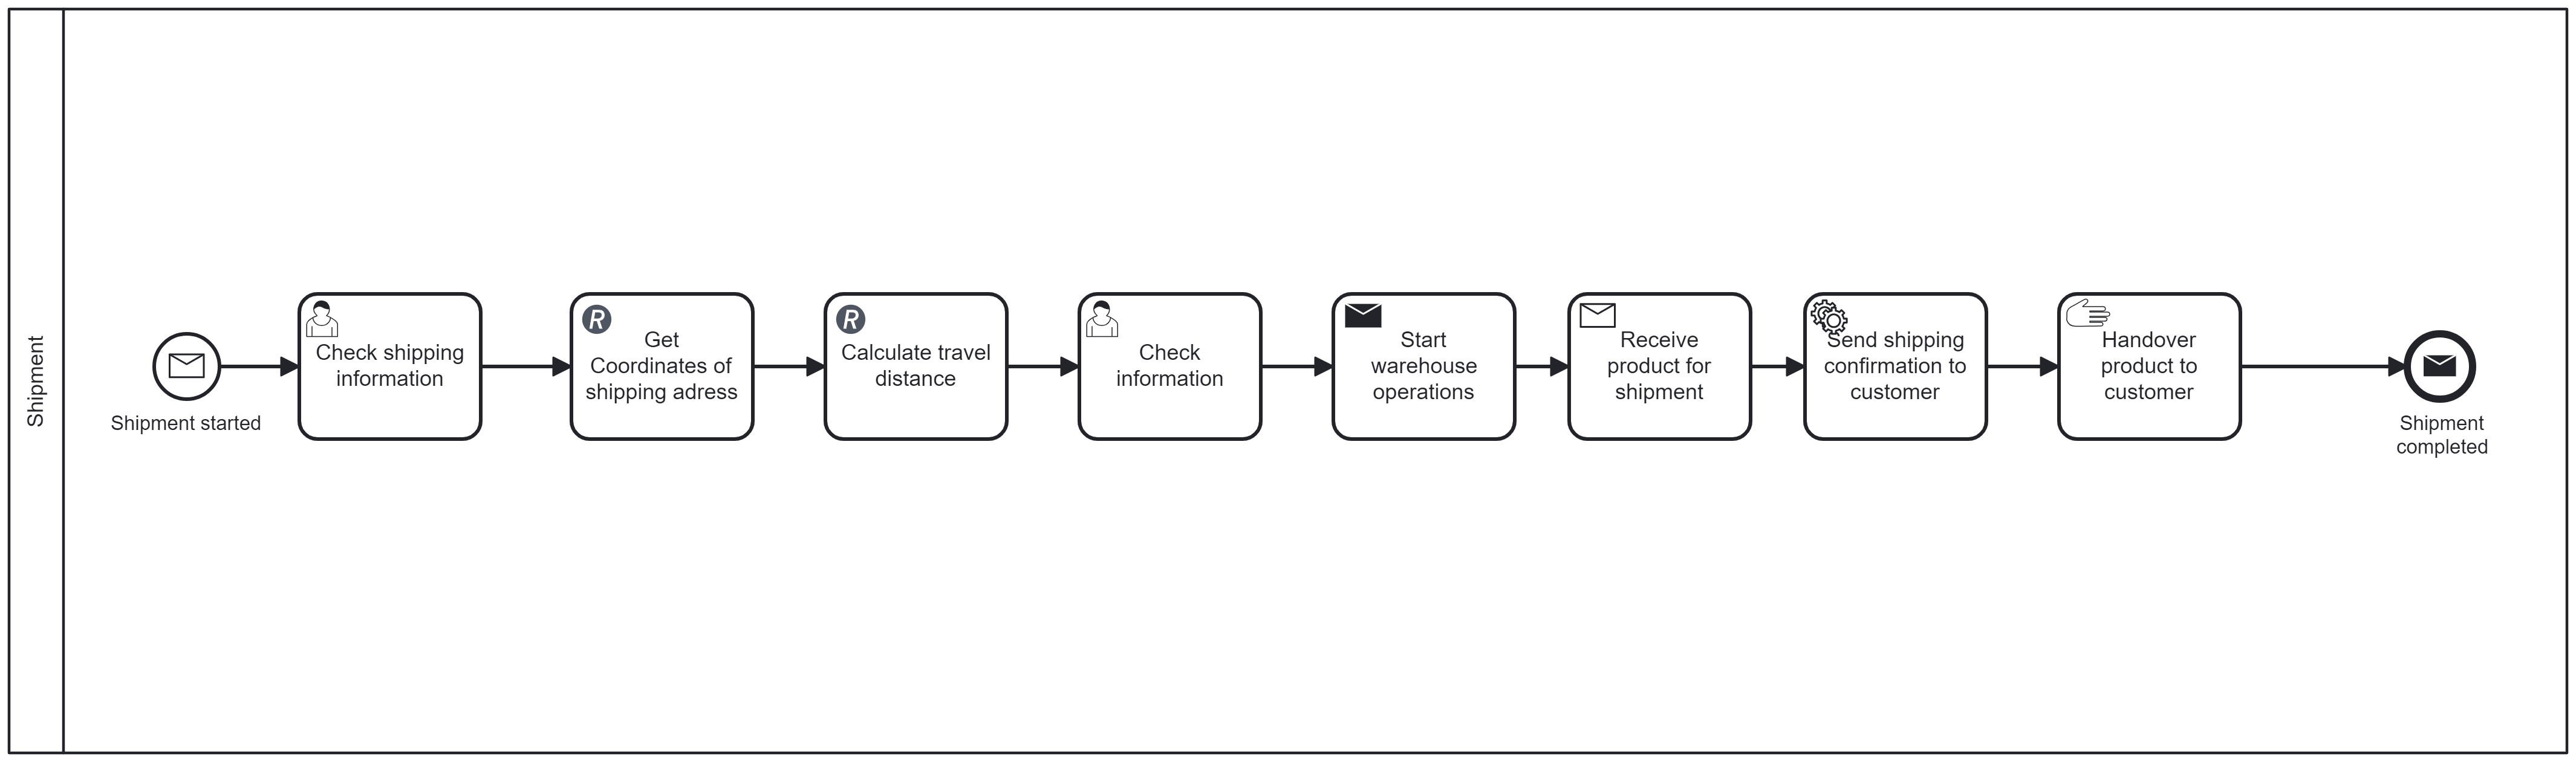 Shipment
Shipment started
Check shipping
information
R
Get
Coordinates of
shipping adress
R
Calculate travel
distance
Check
information
Start
warehouse
operations
Receive
product for
shipment
Send shipping
confirmation to
customer
Handover
product to
customer
Shipment
completed